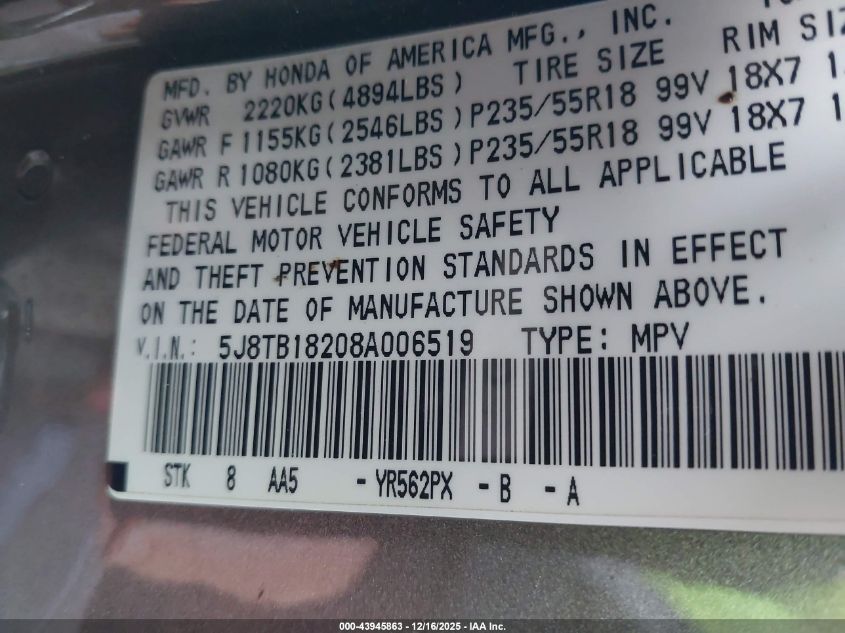 MFD. BY HONDA OF AMERICA MFG., INC.
GVWR 2220KG(4894LBS) TIRE SIZE RIM SIZ
GAWR F 1155KG(2546LBS) P235/55R18 99V 18X7
GAWR R 1080KG(2381LBS) P235/55R18 99V 18X7
THIS VEHICLE CONFORMS TO ALL APPLICABLE
FEDERAL MOTOR VEHICLE SAFETY
AND THEFT PREVENTION STANDARDS IN EFFECT
ON THE DATE OF MANUFACTURE SHOWN ABOVE.
V.I.N.: 5J8TB18208A006519 TYPE: MPV
STK 8 AA5 -YR562PX -B -A
000-43945863 - 12/16/2025 - IAA Inc.